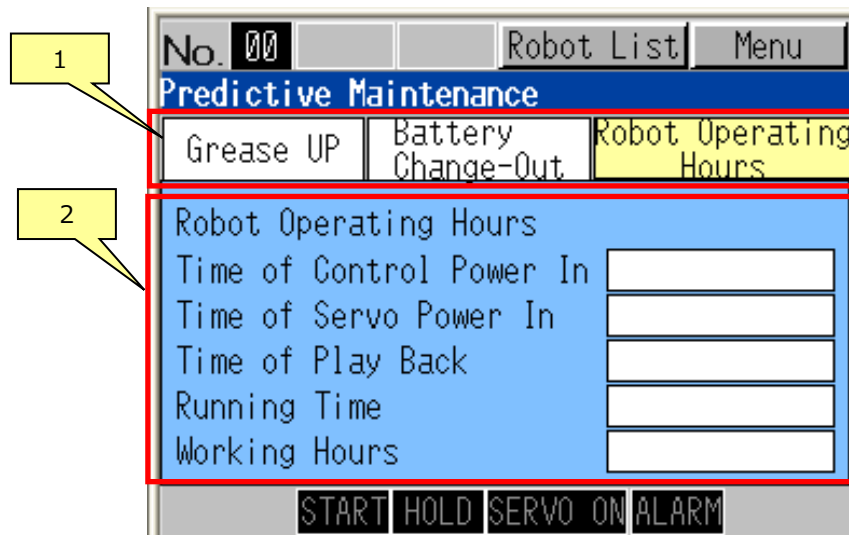 No. 00 Robot List Menu
1
Predictive Maintenance
Grease UP Battery Change-Out Robot Operating Hours
2
Robot Operating Hours
Time of Control Power In
Time of Servo Power In
Time of Play Back
Running Time
Working Hours
START HOLD SERVO ON ALARM